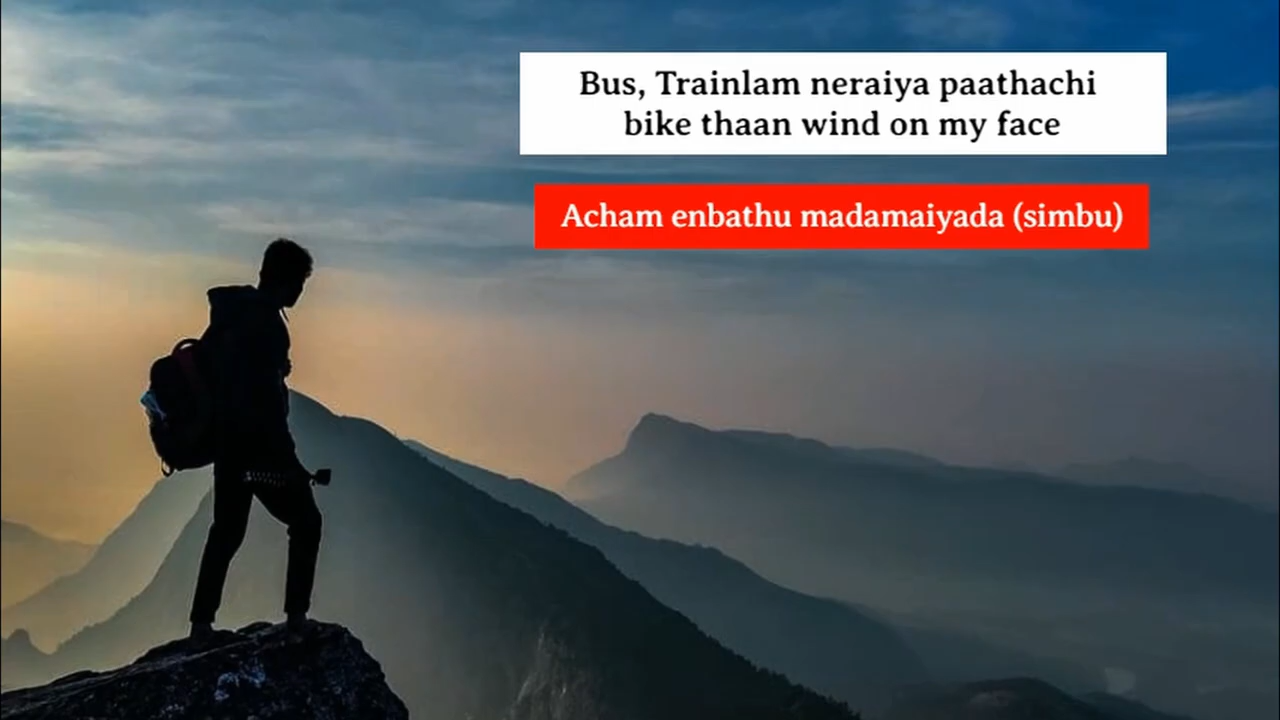 Bus, Trainlam neraiya paathachi
bike thaan wind on my face
Acham enbathu madamaiyada (simbu)